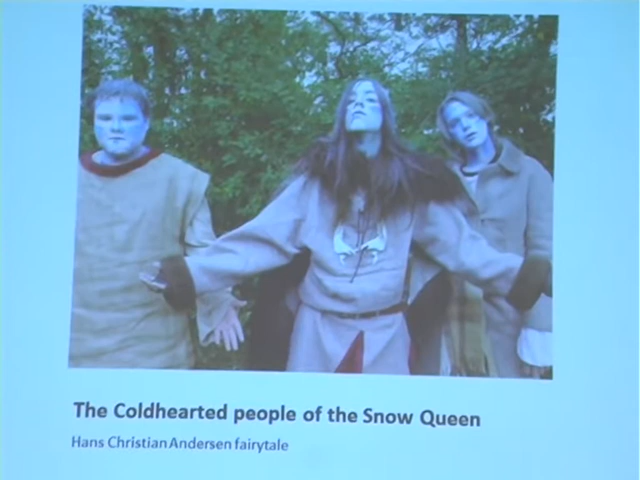 The Coldhearted people of the Snow Queen
Hans Christian Andersen fairytale